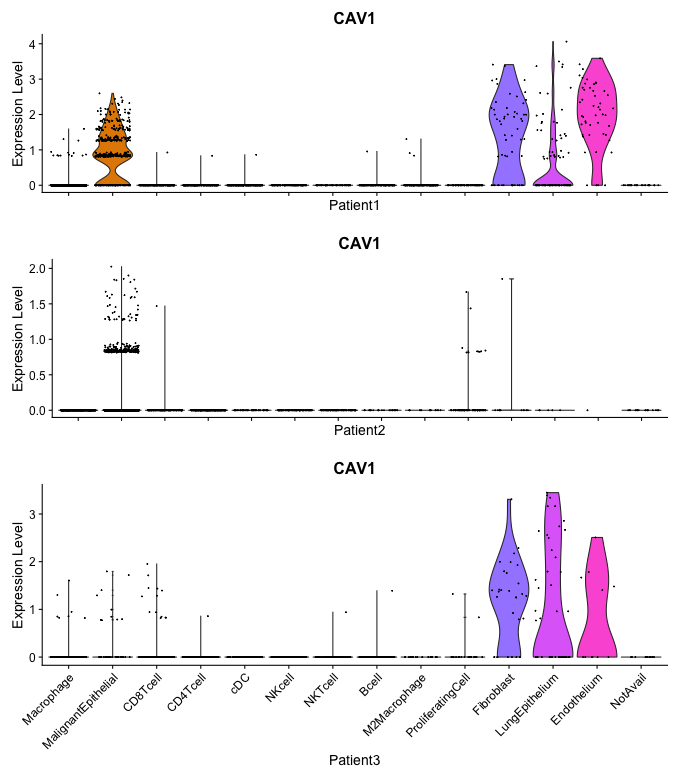 CAV1
Expression Level
4
3
2
1
0
Patient1
CAV1
Expression Level
2.0
1.5
1.0
0.5
0.0
Patient2
CAV1
Expression Level
3
2
1
0
Macrophage
MalignantEpithelial
CD8Tcell
CD4Tcell
cDC
NKcell
NKTcell
Bcell
M2Macrophage
ProliferatingCell
Fibroblast
LungEpithelium
Endothelium
NotAvail
Patient3